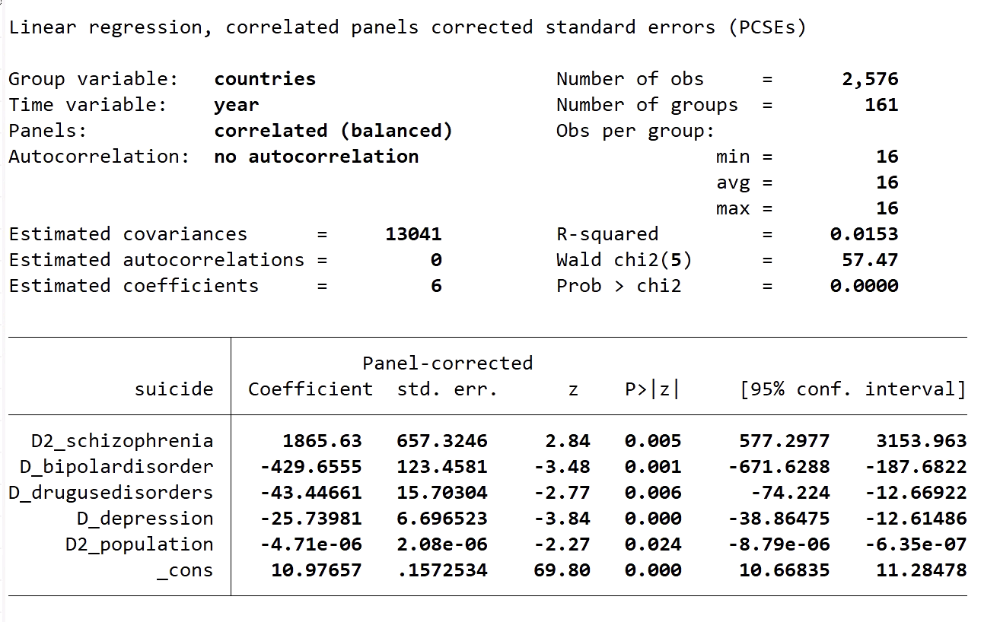 Linear regression, correlated panels corrected standard errors (PCSEs)
Group variable: countries Number of obs = 2,576
Time variable: year Number of groups = 161
Panels: correlated (balanced) Obs per group:
Autocorrelation: no autocorrelation min = 16
avg = 16
max = 16
Estimated covariances = 13041 R-squared = 0.0153
Estimated autocorrelations = 0 Wald chi2(5) = 57.47
Estimated coefficients = 6 Prob > chi2 = 0.0000
Panel-corrected
suicide Coefficient std. err. z P>|z| [95% conf. interval]
D2_schizophrenia 1865.63 657.3246 2.84 0.005 577.2977 3153.963
D_bipolardisorder -429.6555 123.4581 -3.48 0.001 -671.6288 -187.6822
D_drugusedisorders -43.44661 15.70304 -2.77 0.006 -74.224 -12.66922
D_depression -25.73981 6.696523 -3.84 0.000 -38.86475 -12.61486
D2_population -4.71e-06 2.08e-06 -2.27 0.024 -8.79e-06 -6.35e-07
_cons 10.97657 .1572534 69.80 0.000 10.66835 11.28478